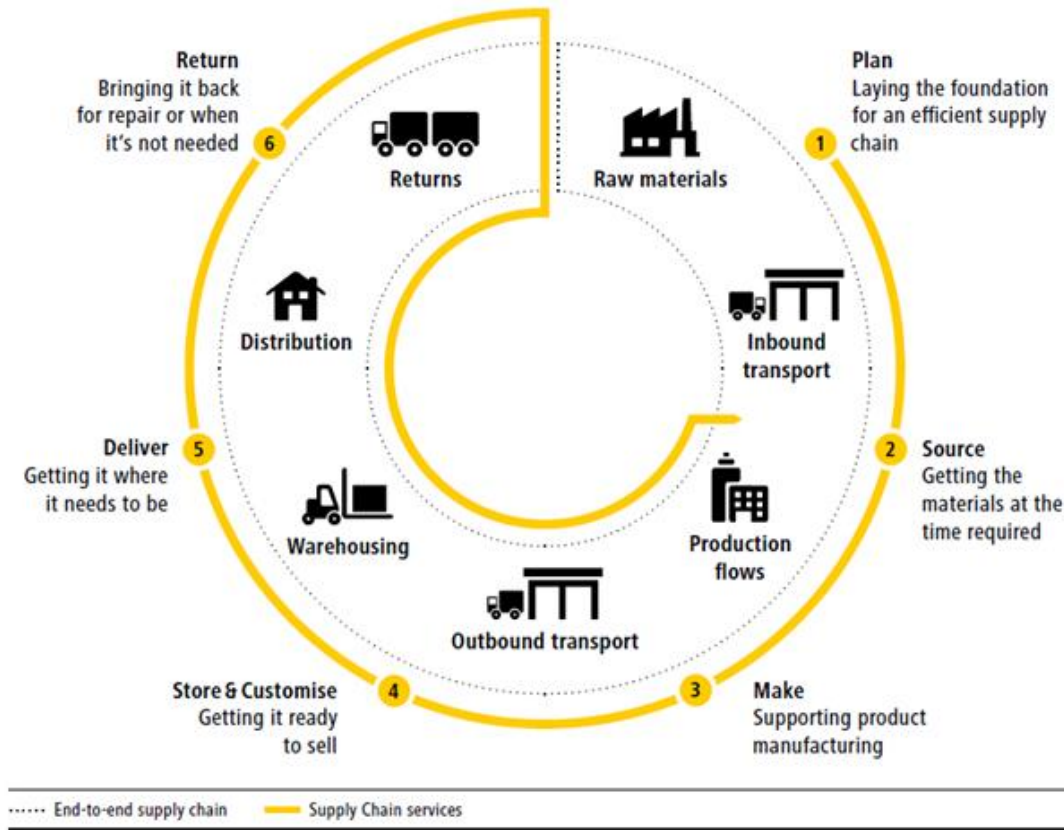 Return
Bringing it back
for repair or when
it's not needed
6
Returns
Raw materials
Plan
Laying the foundation
for an efficient supply
chain
1
Distribution
Inbound
transport
Deliver
Getting it where
it needs to be
5
2
Source
Getting the
materials at the
time required
Warehousing
Production
flows
Outbound transport
Store & Customise
Getting it ready
to sell
4
3
Make
Supporting product
manufacturing
End-to-end supply chain
Supply Chain services